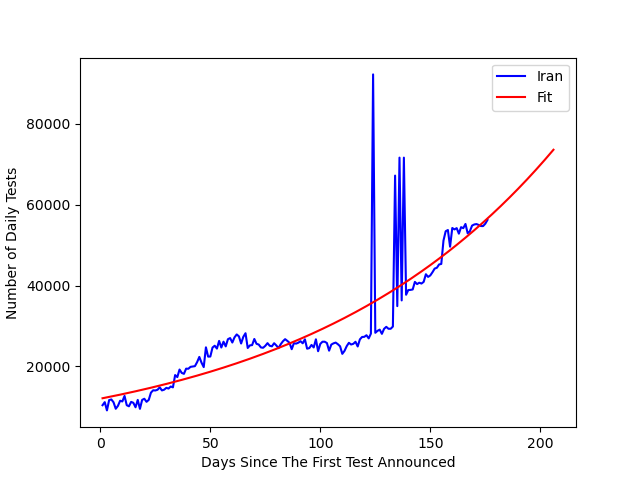 Iran
Fit
80000
60000
40000
20000
Number of Daily Tests
0
50
100
150
200
Days Since The First Test Announced